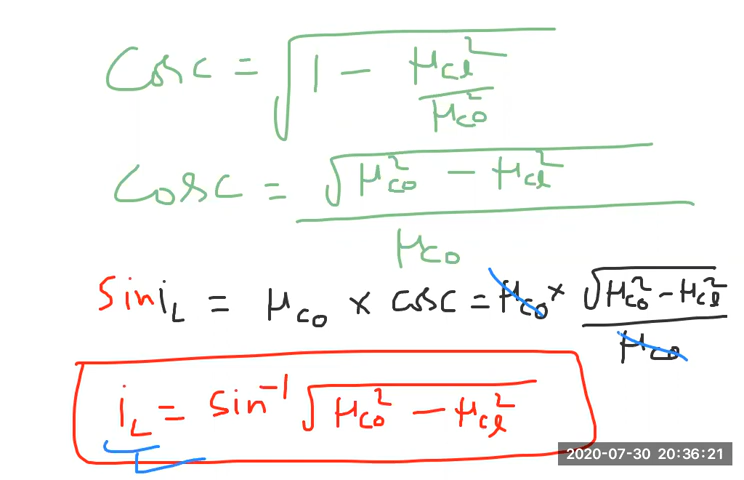 Cosc = √(1 − μcl²/μco²)
Cosc = √(μco² − μcl²)/μco
Sin iL = μco × cosc = μco × √(μco² − μcl²)/μco
iL = sin⁻¹ √(μco² − μcl²)
2020-07-30 20:36:21